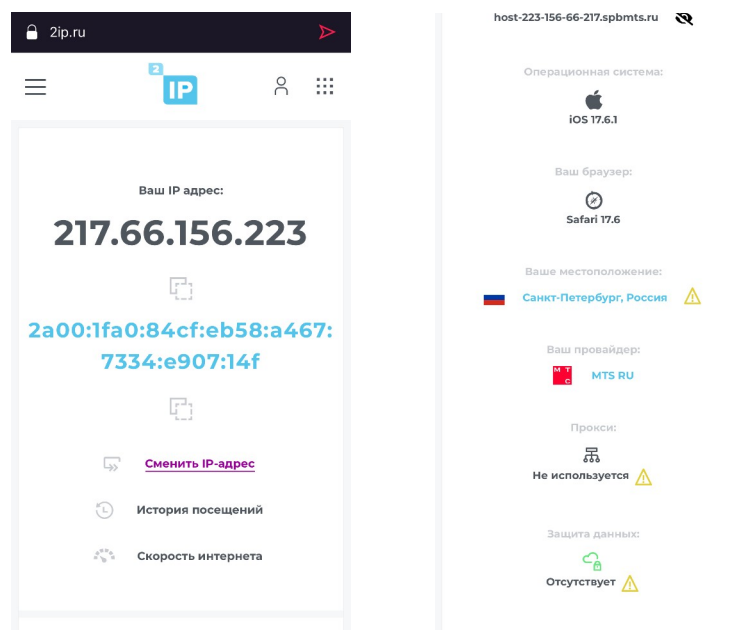 2ip.ru
2
IP
Ваш IP адрес:
217.66.156.223
2a00:1fa0:84cf:eb58:a467:
7334:e907:14f
Сменить IP-адрес
История посещений
Скорость интернета
host-223-156-66-217.spbmts.ru
Операционная система:
iOS 17.6.1
Ваш браузер:
Safari 17.6
Ваше местоположение:
Санкт-Петербург, Россия
Ваш провайдер:
М Т С
MTS RU
Прокси:
Не используется
Защита данных:
Отсутствует